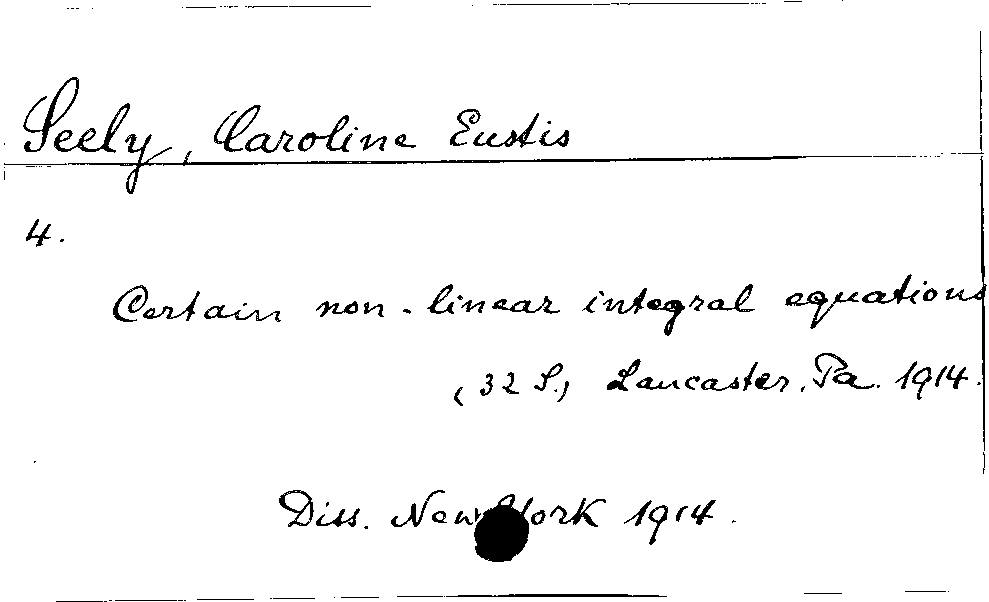 Seely, Caroline Eustis
4.
Certain non-linear integral equations
(32 S.) Lancaster, Pa. 1914.
Diss. New York 1914.